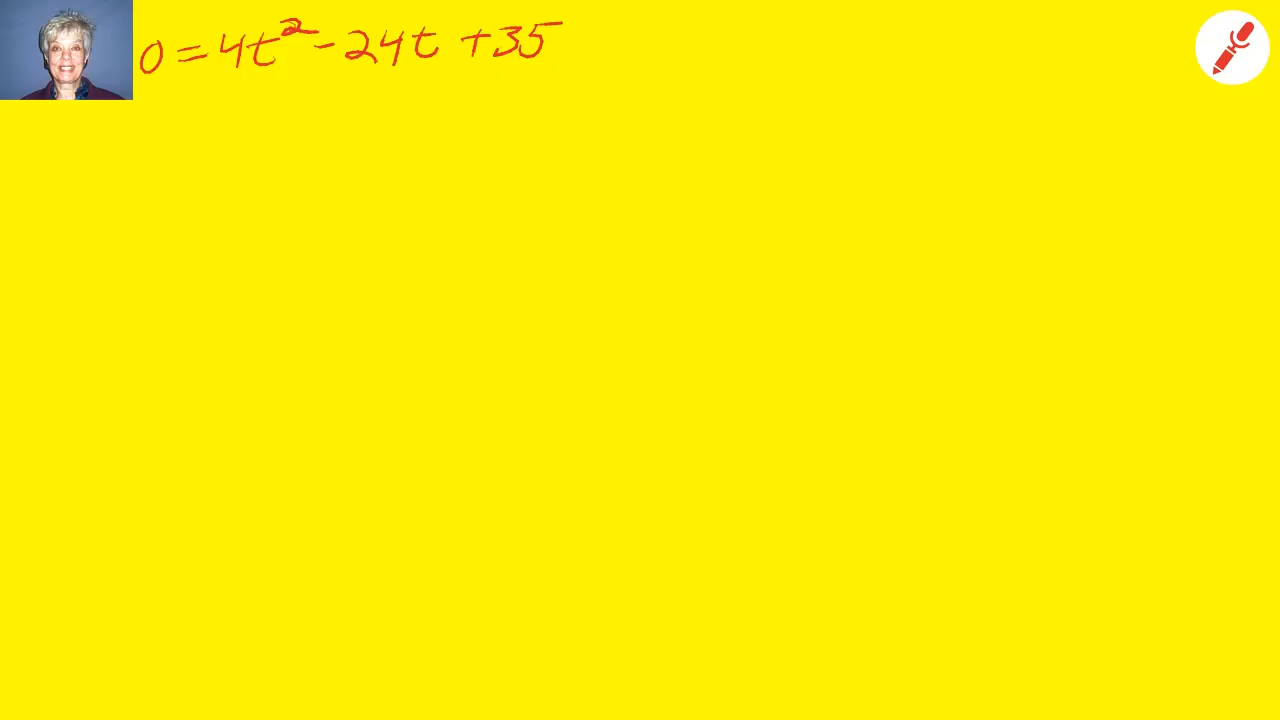 0 = 4t² - 24t + 35